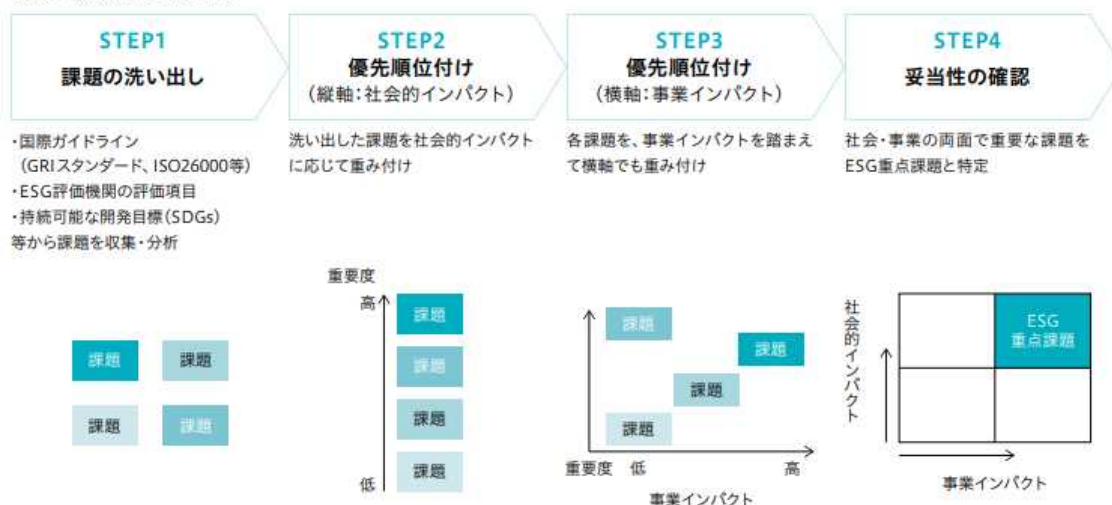 STEP1
課題の洗い出し
・国際ガイドライン
(GRIスタンダード、ISO26000等)
・ESG評価機関の評価項目
・持続可能な開発目標(SDGs)
等から課題を収集・分析
課題
課題
課題
課題
STEP2
優先順位付け
(縦軸:社会的インパクト)
洗い出した課題を社会的インパクト
に応じて重み付け
重要度
高
課題
課題
課題
課題
低
STEP3
優先順位付け
(横軸:事業インパクト)
各課題を、事業インパクトを踏まえ
て横軸でも重み付け
課題
課題
課題
課題
重要度 低 高
事業インパクト
STEP4
妥当性の確認
社会・事業の両面で重要な課題を
ESG重点課題と特定
社会的インパクト
ESG
重点課題
事業インパクト